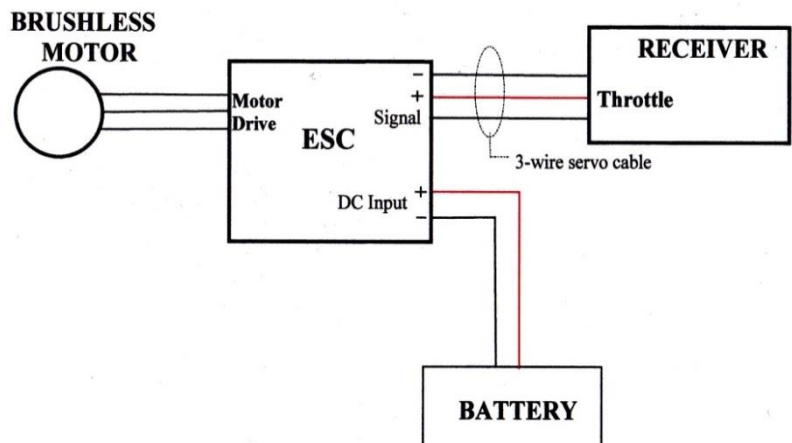 BRUSHLESS
MOTOR
Motor
Drive
ESC
−
+
Signal
DC Input
+
−
RECEIVER
Throttle
3-wire servo cable
BATTERY